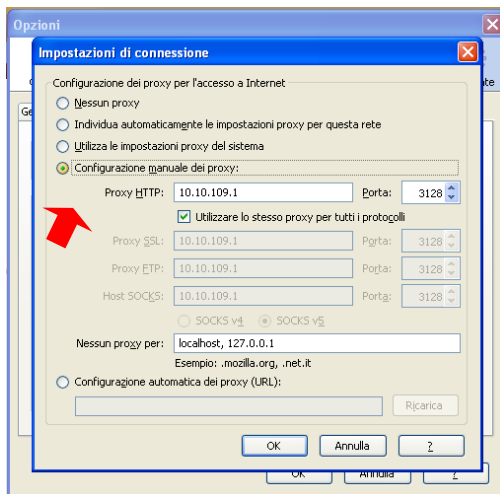 Opzioni
Impostazioni di connessione
Configurazione dei proxy per l'accesso a Internet
Nessun proxy
Individua automaticamente le impostazioni proxy per questa rete
Utilizza le impostazioni proxy del sistema
Configurazione manuale dei proxy:
Proxy HTTP: 10.10.109.1 Porta: 3128
Utilizzare lo stesso proxy per tutti i protocolli
Proxy SSL: 10.10.109.1 Porta: 3128
Proxy FTP: 10.10.109.1 Porta: 3128
Host SOCKS: 10.10.109.1 Porta: 3128
SOCKS v4 SOCKS v5
Nessun proxy per: localhost, 127.0.0.1
Esempio: .mozilla.org, .net.it
Configurazione automatica dei proxy (URL):
Ricarica
OK Annulla ?
OK Annulla ?